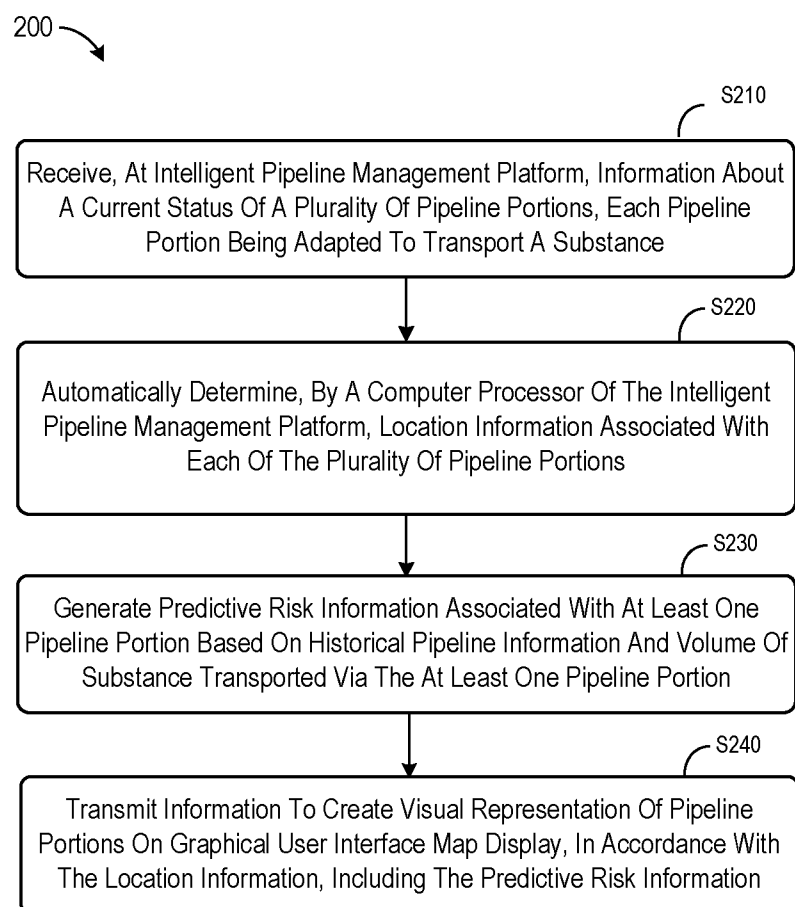 200
S210
Receive, At Intelligent Pipeline Management Platform, Information About
A Current Status Of A Plurality Of Pipeline Portions, Each Pipeline
Portion Being Adapted To Transport A Substance
S220
Automatically Determine, By A Computer Processor Of The Intelligent
Pipeline Management Platform, Location Information Associated With
Each Of The Plurality Of Pipeline Portions
S230
Generate Predictive Risk Information Associated With At Least One
Pipeline Portion Based On Historical Pipeline Information And Volume Of
Substance Transported Via The At Least One Pipeline Portion
S240
Transmit Information To Create Visual Representation Of Pipeline
Portions On Graphical User Interface Map Display, In Accordance With
The Location Information, Including The Predictive Risk Information